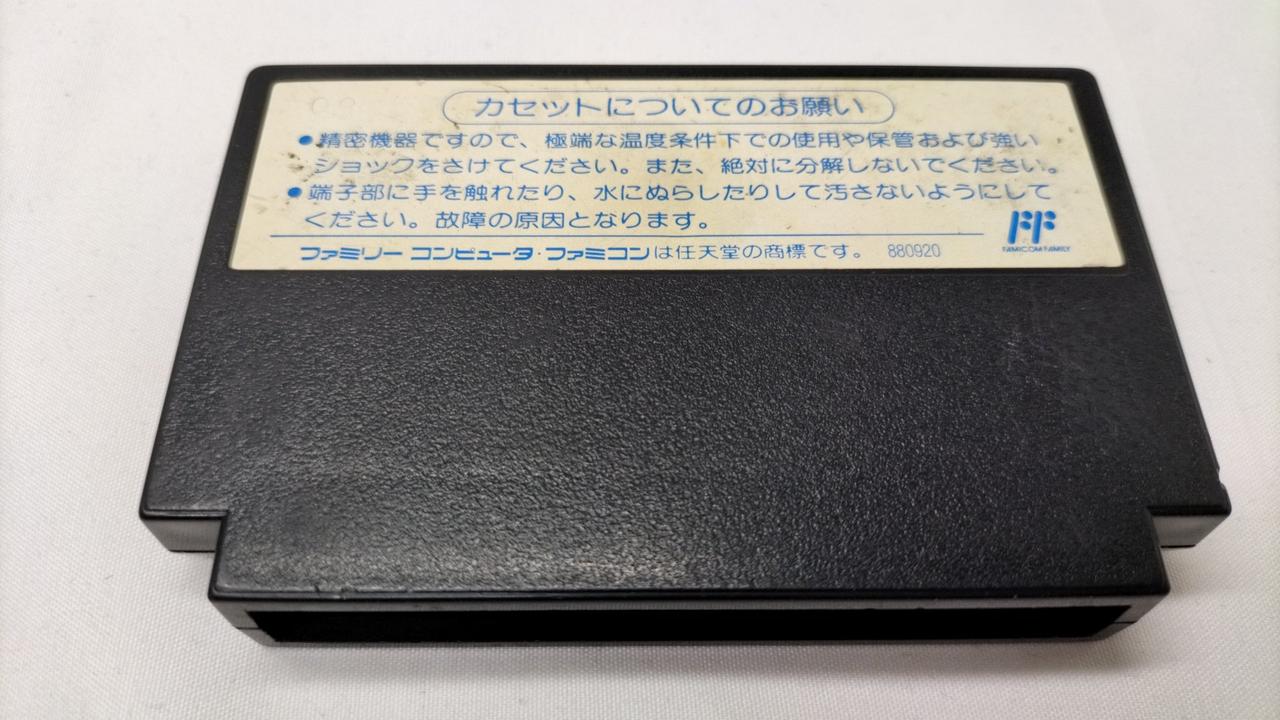 カセットについてのお願い
●精密機器ですので、極端な温度条件下での使用や保管および強い
ショックをさけてください。また、絶対に分解しないでください。
●端子部に手を触れたり、水にぬらしたりして汚さないようにして
ください。故障の原因となります。
FF
FAMICOM FAMILY
ファミリー コンピュータ・ファミコンは任天堂の商標です。 880920